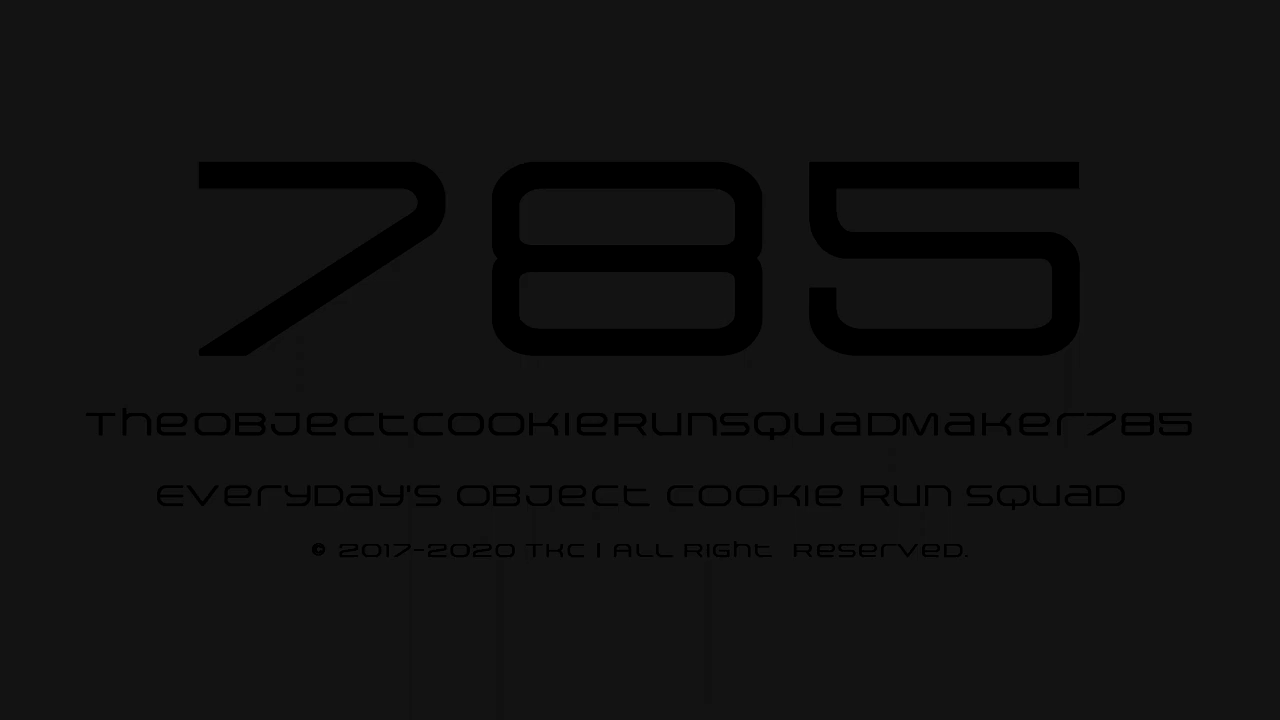 785
TheObjectCookieRunSquadMaker785
Everyday's Object Cookie Run Squad
© 2017-2020 TKC | All Right Reserved.